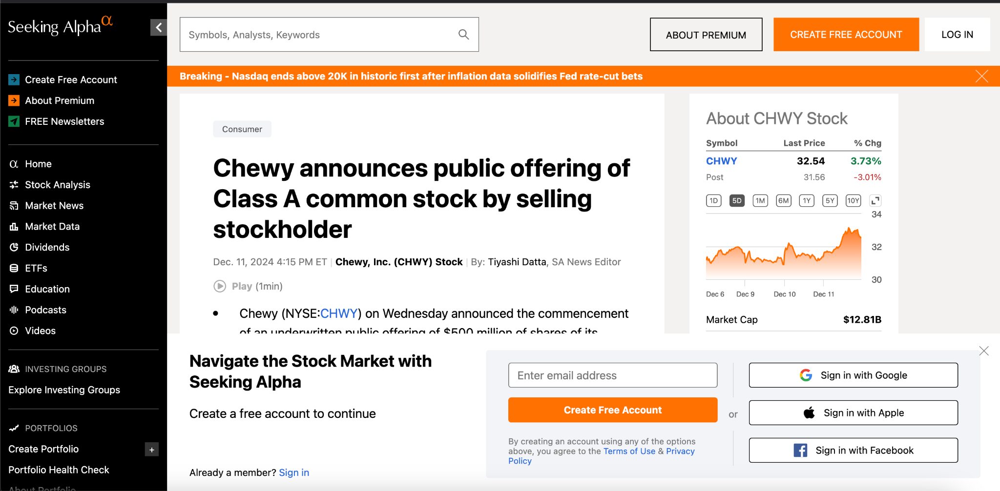 Seeking Alpha α
Create Free Account
About Premium
FREE Newsletters
α Home
Stock Analysis
Market News
Market Data
Dividends
ETFs
Education
Podcasts
Videos
INVESTING GROUPS
Explore Investing Groups
PORTFOLIOS
Create Portfolio +
Portfolio Health Check
About Portfolio
Symbols, Analysts, Keywords
ABOUT PREMIUM
CREATE FREE ACCOUNT
LOG IN
Breaking - Nasdaq ends above 20K in historic first after inflation data solidifies Fed rate-cut bets
Consumer
Chewy announces public offering of
Class A common stock by selling
stockholder
Dec. 11, 2024 4:15 PM ET | Chewy, Inc. (CHWY) Stock | By: Tiyashi Datta, SA News Editor
Play (1min)
• Chewy (NYSE:CHWY) on Wednesday announced the commencement
of an underwritten public offering of $500 million of shares of its
About CHWY Stock
Symbol Last Price % Chg
CHWY 32.54 3.73%
Post 31.56 -3.01%
1D 5D 1M 6M 1Y 5Y 10Y
34
32
30
Dec 6 Dec 9 Dec 10 Dec 11
Market Cap $12.81B
Navigate the Stock Market with
Seeking Alpha
Create a free account to continue
Already a member? Sign in
Enter email address
Create Free Account
By creating an account using any of the options
above, you agree to the Terms of Use & Privacy
Policy
or
Sign in with Google
Sign in with Apple
Sign in with Facebook